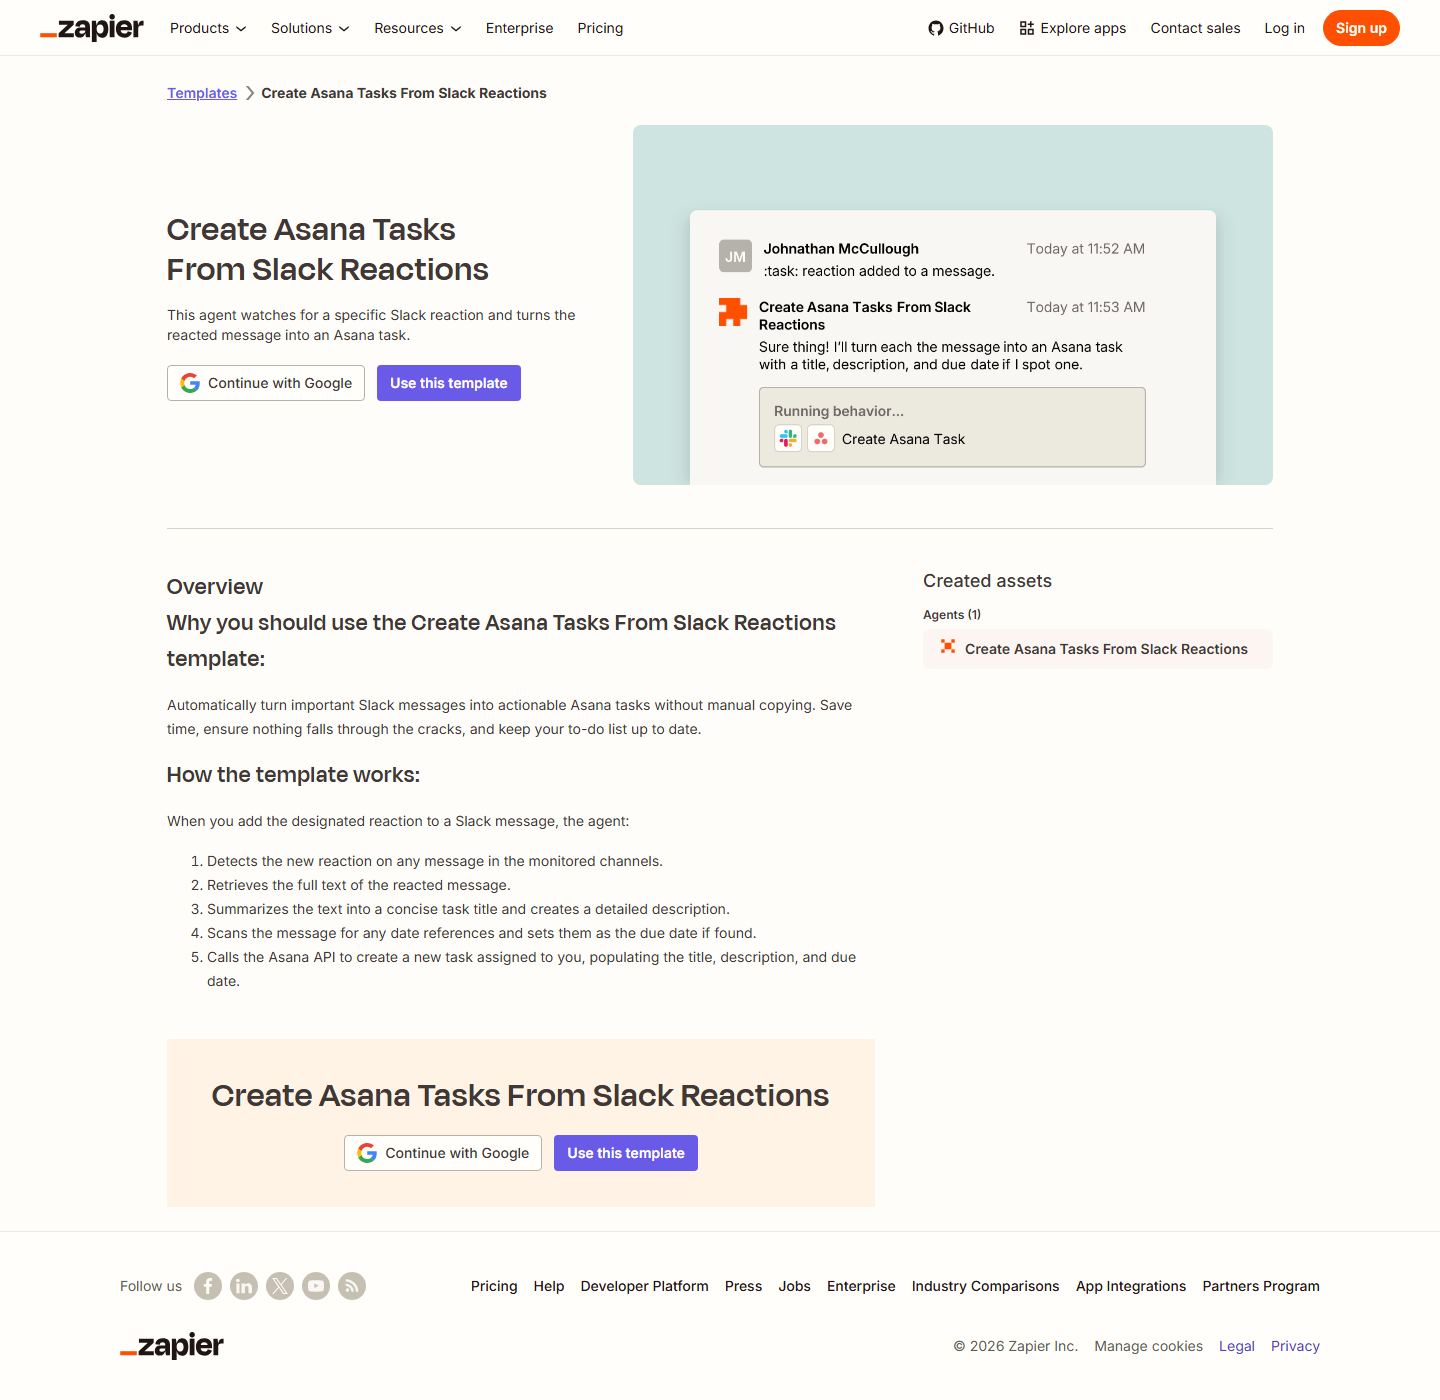 zapier
Products
Solutions
Resources
Enterprise
Pricing
GitHub
Explore apps
Contact sales
Log in
Sign up
Templates
Create Asana Tasks From Slack Reactions
Create Asana Tasks
From Slack Reactions
This agent watches for a specific Slack reaction and turns the
reacted message into an Asana task.
Continue with Google
Use this template
JM
Johnathan McCullough
Today at 11:52 AM
:task: reaction added to a message.
Create Asana Tasks From Slack
Reactions
Today at 11:53 AM
Sure thing! I'll turn each the message into an Asana task
with a title, description, and due date if I spot one.
Running behavior...
Create Asana Task
Overview
Why you should use the Create Asana Tasks From Slack Reactions
template:
Automatically turn important Slack messages into actionable Asana tasks without manual copying. Save
time, ensure nothing falls through the cracks, and keep your to-do list up to date.
How the template works:
When you add the designated reaction to a Slack message, the agent:
1. Detects the new reaction on any message in the monitored channels.
2. Retrieves the full text of the reacted message.
3. Summarizes the text into a concise task title and creates a detailed description.
4. Scans the message for any date references and sets them as the due date if found.
5. Calls the Asana API to create a new task assigned to you, populating the title, description, and due
date.
Created assets
Agents (1)
Create Asana Tasks From Slack Reactions
Create Asana Tasks From Slack Reactions
Continue with Google
Use this template
Follow us
Pricing
Help
Developer Platform
Press
Jobs
Enterprise
Industry Comparisons
App Integrations
Partners Program
zapier
© 2026 Zapier Inc.
Manage cookies
Legal
Privacy